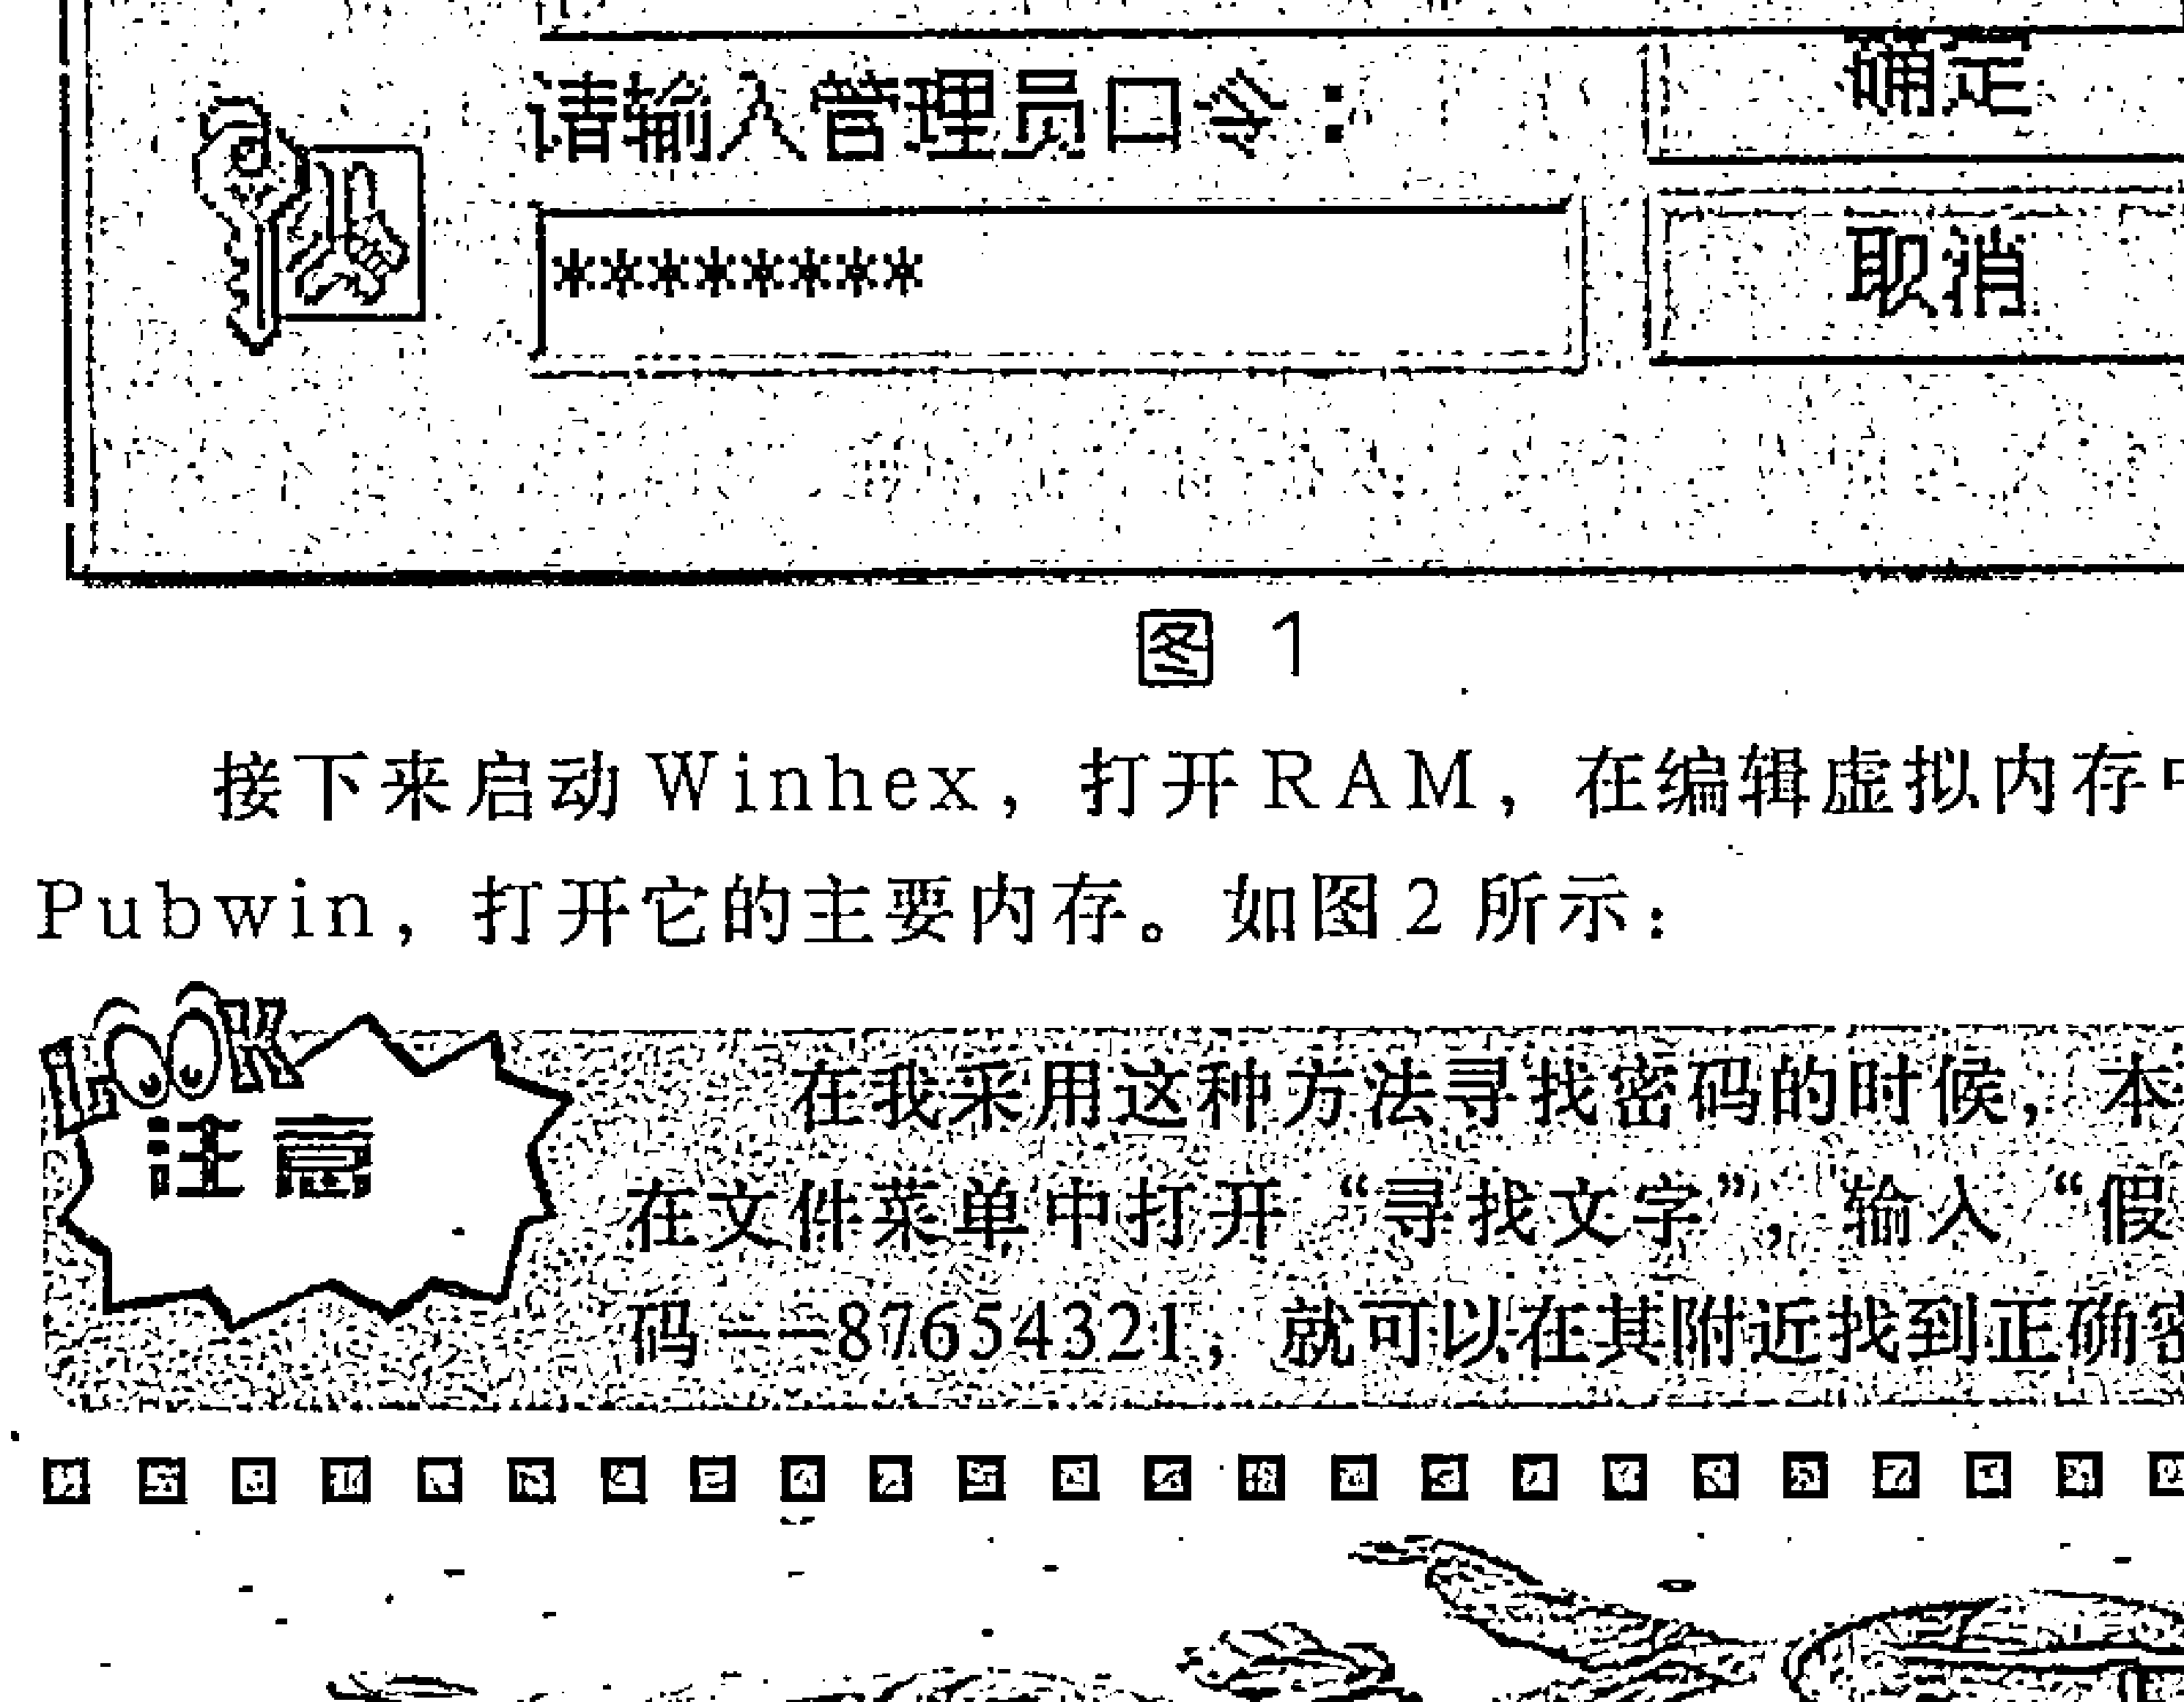 确定
请输入管理员口令：
********
取消
图 1
接下来启动Winhex，打开RAM，在编辑虚拟内存中
Pubwin，打开它的主要内存。如图2所示：
LOOK
注意
在我采用这种方法寻找密码的时候，本
在文件菜单中打开“寻找文字”，输入“假
码--87654321，就可以在其附近找到正确密